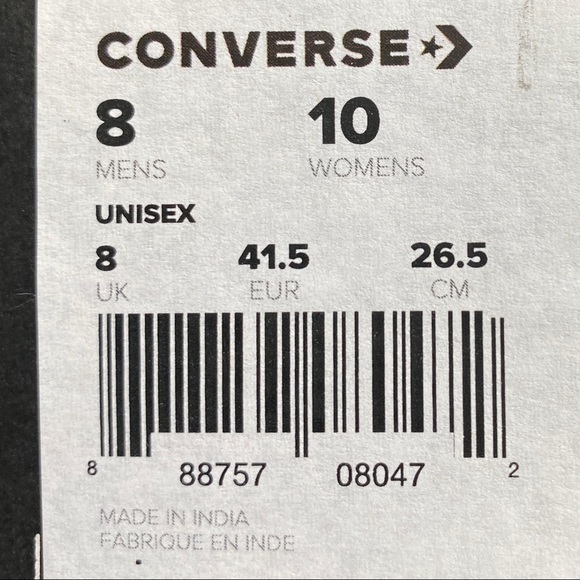 CONVERSE
8 10
MENS WOMENS
UNISEX
8 41.5 26.5
UK EUR CM
8 88757 08047 2
MADE IN INDIA
FABRIQUE EN INDE